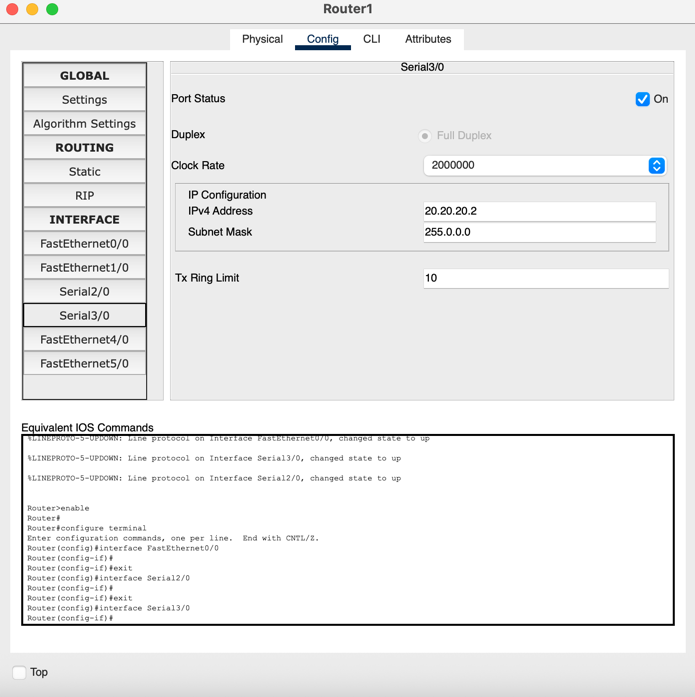 Router1
Physical Config CLI Attributes
GLOBAL
Settings
Algorithm Settings
ROUTING
Static
RIP
INTERFACE
FastEthernet0/0
FastEthernet1/0
Serial2/0
Serial3/0
FastEthernet4/0
FastEthernet5/0
Serial3/0
Port Status On
Duplex Full Duplex
Clock Rate 2000000
IP Configuration
IPv4 Address 20.20.20.2
Subnet Mask 255.0.0.0
Tx Ring Limit 10
Equivalent IOS Commands
%LINEPROTO-5-UPDOWN: Line protocol on Interface FastEthernet0/0, changed state to up
%LINEPROTO-5-UPDOWN: Line protocol on Interface Serial3/0, changed state to up
%LINEPROTO-5-UPDOWN: Line protocol on Interface Serial2/0, changed state to up
Router>enable
Router#
Router#configure terminal
Enter configuration commands, one per line. End with CNTL/Z.
Router(config)#interface FastEthernet0/0
Router(config-if)#
Router(config-if)#exit
Router(config)#interface Serial2/0
Router(config-if)#
Router(config-if)#exit
Router(config)#interface Serial3/0
Router(config-if)#
Top